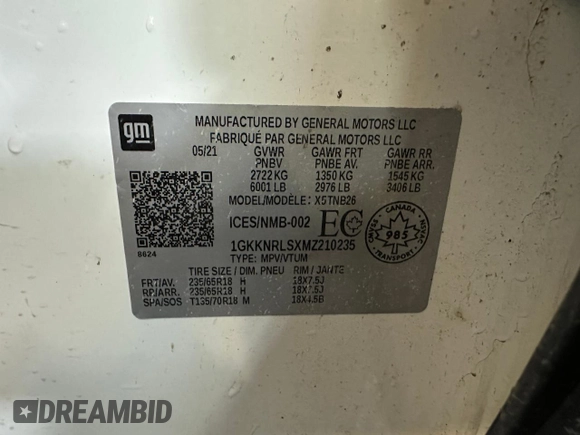 gm
MANUFACTURED BY GENERAL MOTORS LLC
FABRIQUÉ PAR GENERAL MOTORS LLC
05/21 GVWR GAWR FRT GAWR RR
PNBV PNBE AV. PNBE ARR.
2722 KG 1350 KG 1545 KG
6001 LB 2976 LB 3406 LB
MODEL/MODÈLE: X5TNB26
ICES/NMB-002 EC
CANADA
985
TRANSPORT
8624
1GKKNRLSXMZ210235
TYPE: MPV/VTUM
TIRE SIZE / DIM. PNEU RIM / JANTE
FRT/AV. 235/65R18 H 18X7.5J
RR/ARR. 235/65R18 H 18X7.5J
SPA/SOS T135/70R18 M 18X4.5B
DREAMBID